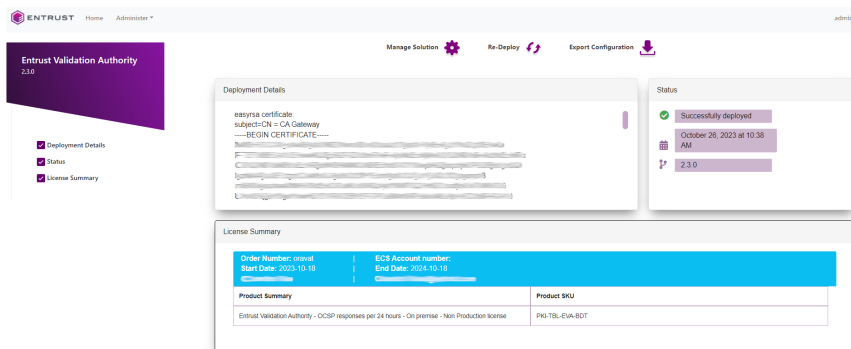 ENTRUST Home Administer
admin
Entrust Validation Authority
2.3.0
Manage Solution Re-Deploy Export Configuration
Deployment Details
Status
License Summary
Deployment Details
easyrsa certificate:
subject=CN = CA Gateway
-----BEGIN CERTIFICATE-----
Status
Successfully deployed
October 26, 2023 at 10:38
AM
2.3.0
License Summary
Order Number: oravat | ECS Account number:
Start Date: 2023-10-18 | End Date: 2024-10-18
|
Product Summary Product SKU
Entrust Validation Authority - OCSP responses per 24 hours - On premise - Non Production license PKI-TBL-EVA-BDT